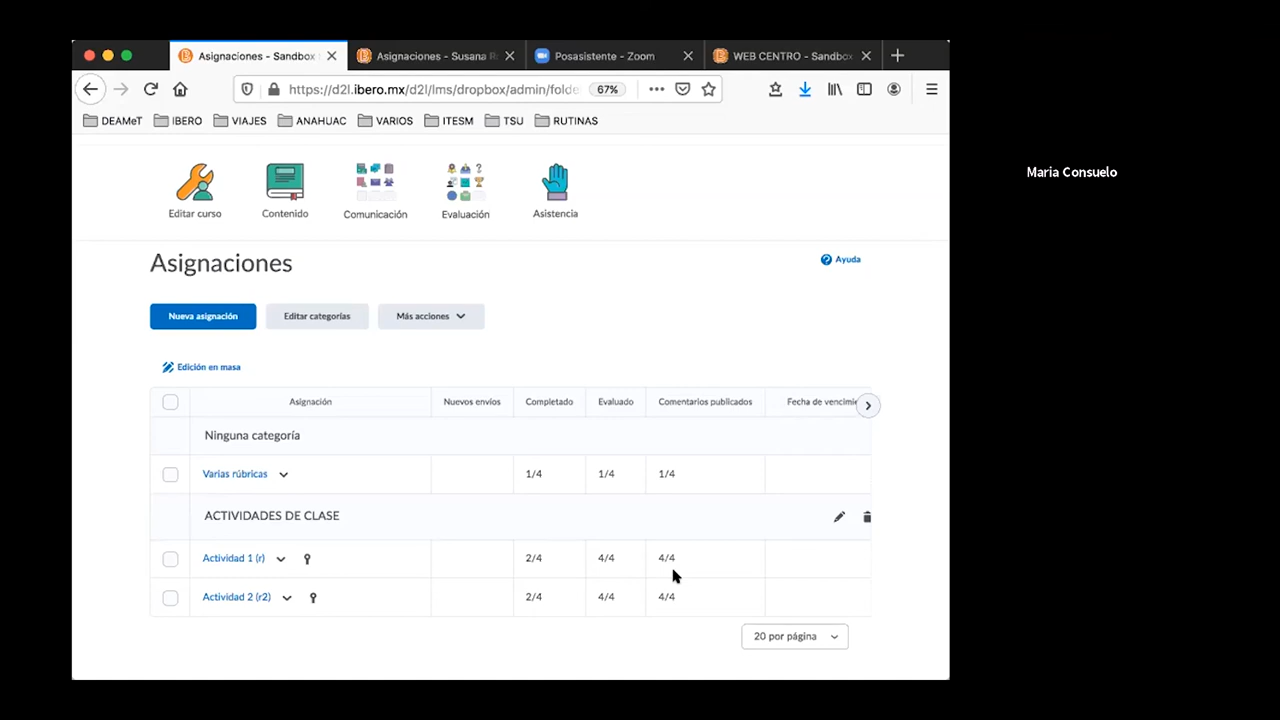 Asignaciones - Sandbox
Asignaciones - Susana R
Posasistente - Zoom
WEB CENTRO - Sandbox
https://d2l.ibero.mx/d2l/lms/dropbox/admin/folde
67%
DEAMeT
IBERO
VIAJES
ANAHUAC
VARIOS
ITESM
TSU
RUTINAS
Maria Consuelo
Editar curso
Contenido
Comunicación
Evaluación
Asistencia
Asignaciones
Ayuda
Nueva asignación
Editar categorías
Más acciones
Edición en masa
Asignación
Nuevos envíos
Completado
Evaluado
Comentarios publicados
Fecha de vencimie
Ninguna categoría
Varias rúbricas
1/4
1/4
1/4
ACTIVIDADES DE CLASE
Actividad 1 (r)
2/4
4/4
4/4
Actividad 2 (r2)
2/4
4/4
4/4
20 por página